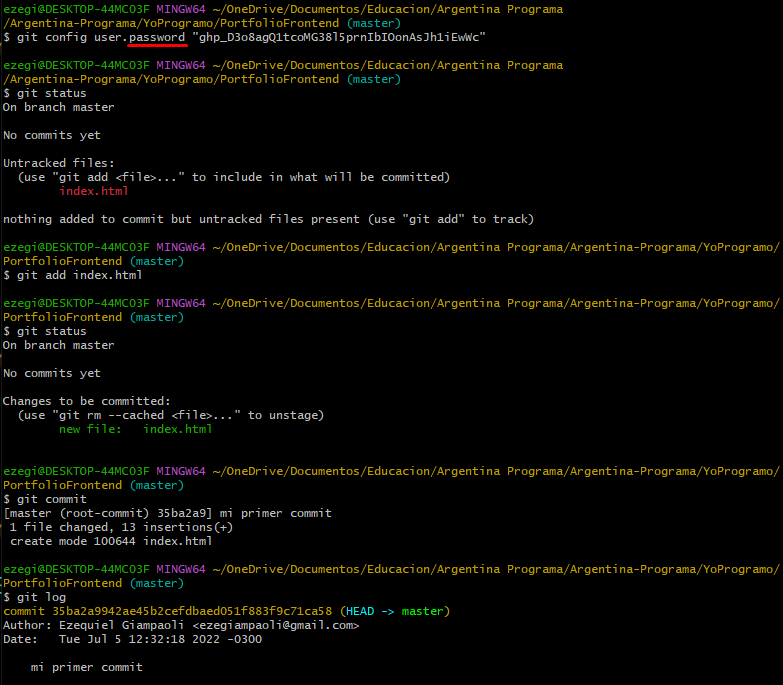 ezegi@DESKTOP-44MCO3F MINGW64 ~/OneDrive/Documentos/Educacion/Argentina Programa
/Argentina-Programa/YoProgramo/PortfolioFrontend (master)
$ git config user.password "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"
ezegi@DESKTOP-44MCO3F MINGW64 ~/OneDrive/Documentos/Educacion/Argentina Programa
/Argentina-Programa/YoProgramo/PortfolioFrontend (master)
$ git status
On branch master
No commits yet
Untracked files:
(use "git add <file>..." to include in what will be committed)
index.html
nothing added to commit but untracked files present (use "git add" to track)
ezegi@DESKTOP-44MCO3F MINGW64 ~/OneDrive/Documentos/Educacion/Argentina Programa/Argentina-Programa/YoProgramo/
PortfolioFrontend (master)
$ git add index.html
ezegi@DESKTOP-44MCO3F MINGW64 ~/OneDrive/Documentos/Educacion/Argentina Programa/Argentina-Programa/YoProgramo/
PortfolioFrontend (master)
$ git status
On branch master
No commits yet
Changes to be committed:
(use "git rm --cached <file>..." to unstage)
new file:   index.html
ezegi@DESKTOP-44MCO3F MINGW64 ~/OneDrive/Documentos/Educacion/Argentina Programa/Argentina-Programa/YoProgramo/
PortfolioFrontend (master)
$ git commit
[master (root-commit) 35ba2a9] mi primer commit
1 file changed, 13 insertions(+)
create mode 100644 index.html
ezegi@DESKTOP-44MCO3F MINGW64 ~/OneDrive/Documentos/Educacion/Argentina Programa/Argentina-Programa/YoProgramo/
PortfolioFrontend (master)
$ git log
commit 35ba2a9942ae45b2cefdbaed051f883f9c71ca58 (HEAD -> master)
Author: Ezequiel Giampaoli <ezegiampaoli@gmail.com>
Date:   Tue Jul 5 12:32:18 2022 -0300
mi primer commit